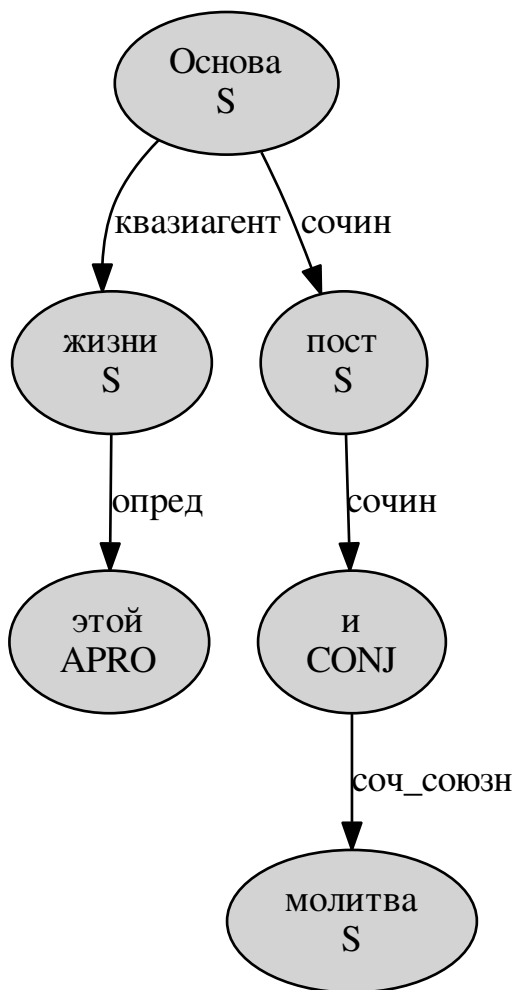 Основа
S
квазиагент сочин
жизни
S
пост
S
опред
сочин
этой
APRO
и
CONJ
соч_союзн
молитва
S